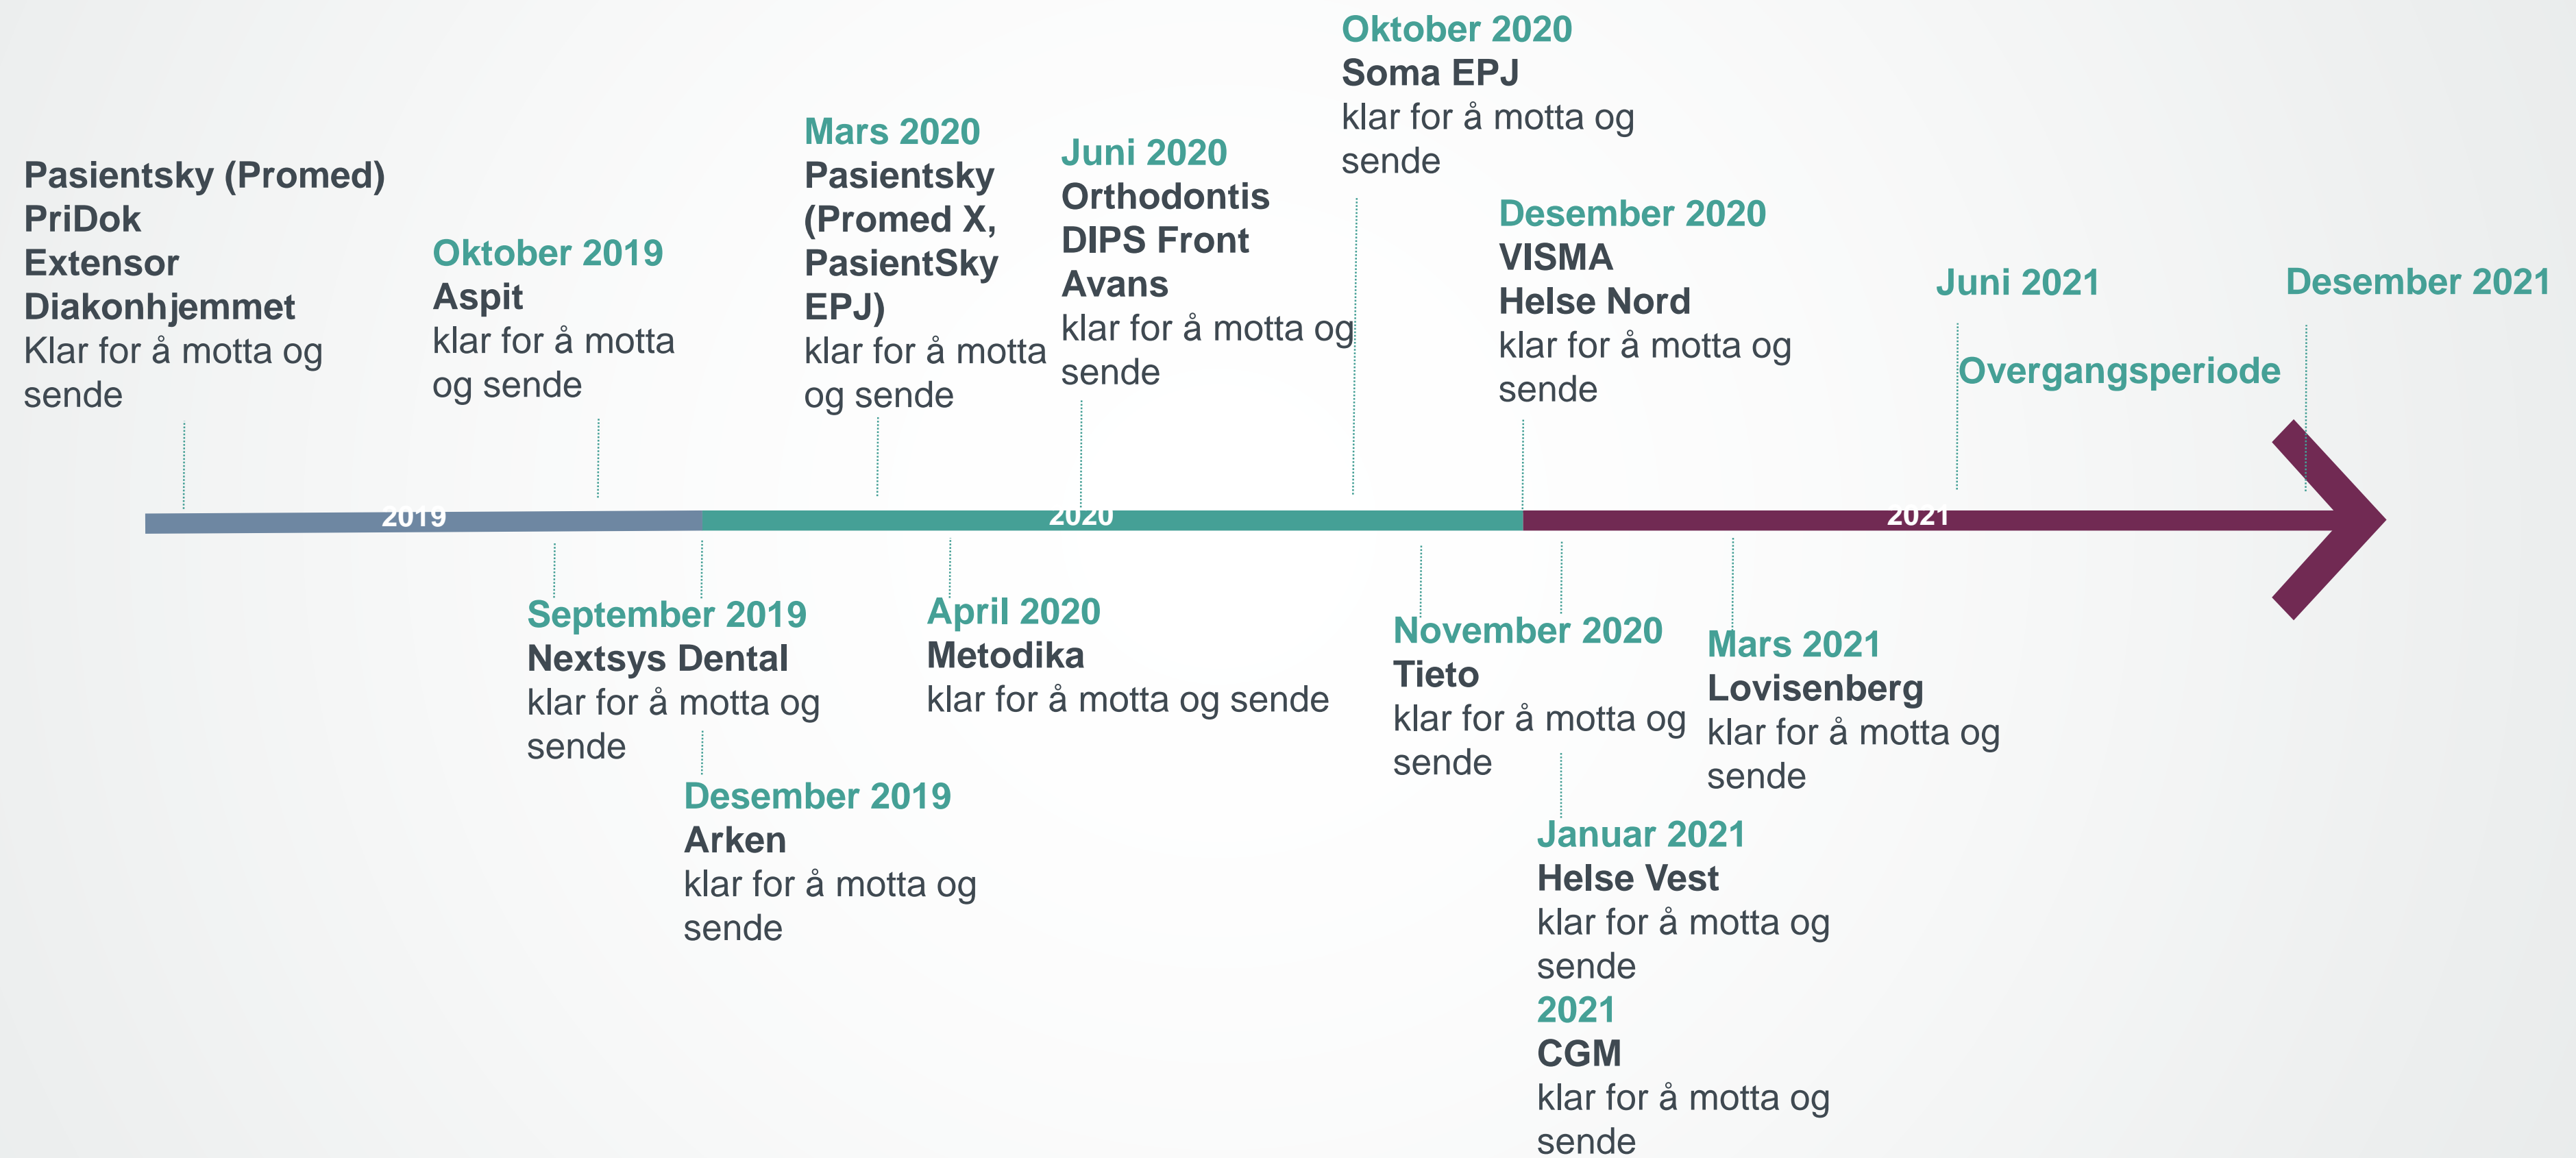 Pasientsky (Promed)
PriDok
Extensor
Diakonhjemmet
Klar for å motta og
sende
Oktober 2019
Aspit
klar for å motta
og sende
Mars 2020
Pasientsky
(Promed X,
PasientSky
EPJ)
klar for å motta
og sende
Juni 2020
Orthodontis
DIPS Front
Avans
klar for å motta og
sende
Oktober 2020
Soma EPJ
klar for å motta og
sende
Desember 2020
VISMA
Helse Nord
klar for å motta og
sende
Juni 2021
Overgangsperiode
Desember 2021
2019
2020
2021
September 2019
Nextsys Dental
klar for å motta og
sende
Desember 2019
Arken
klar for å motta og
sende
April 2020
Metodika
klar for å motta og sende
November 2020
Tieto
klar for å motta og
sende
Januar 2021
Helse Vest
klar for å motta og
sende
2021
CGM
klar for å motta og
sende
Mars 2021
Lovisenberg
klar for å motta og
sende